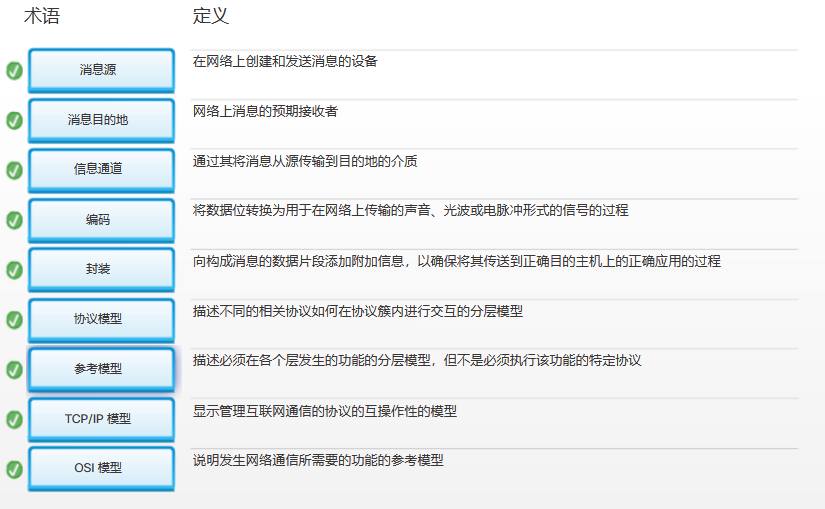 术语 定义
消息源 在网络上创建和发送消息的设备
消息目的地 网络上消息的预期接收者
信息通道 通过其将消息从源传输到目的地的介质
编码 将数据位转换为用于在网络上传输的声音、光波或电脉冲形式的信号的过程
封装 向构成消息的数据片段添加附加信息，以确保将其传送到正确目的主机上的正确应用的过程
协议模型 描述不同的相关协议如何在协议簇内进行交互的分层模型
参考模型 描述必须在各个层发生的功能的分层模型，但不是必须执行该功能的特定协议
TCP/IP 模型 显示管理互联网通信的协议的互操作性的模型
OSI 模型 说明发生网络通信所需要的功能的参考模型